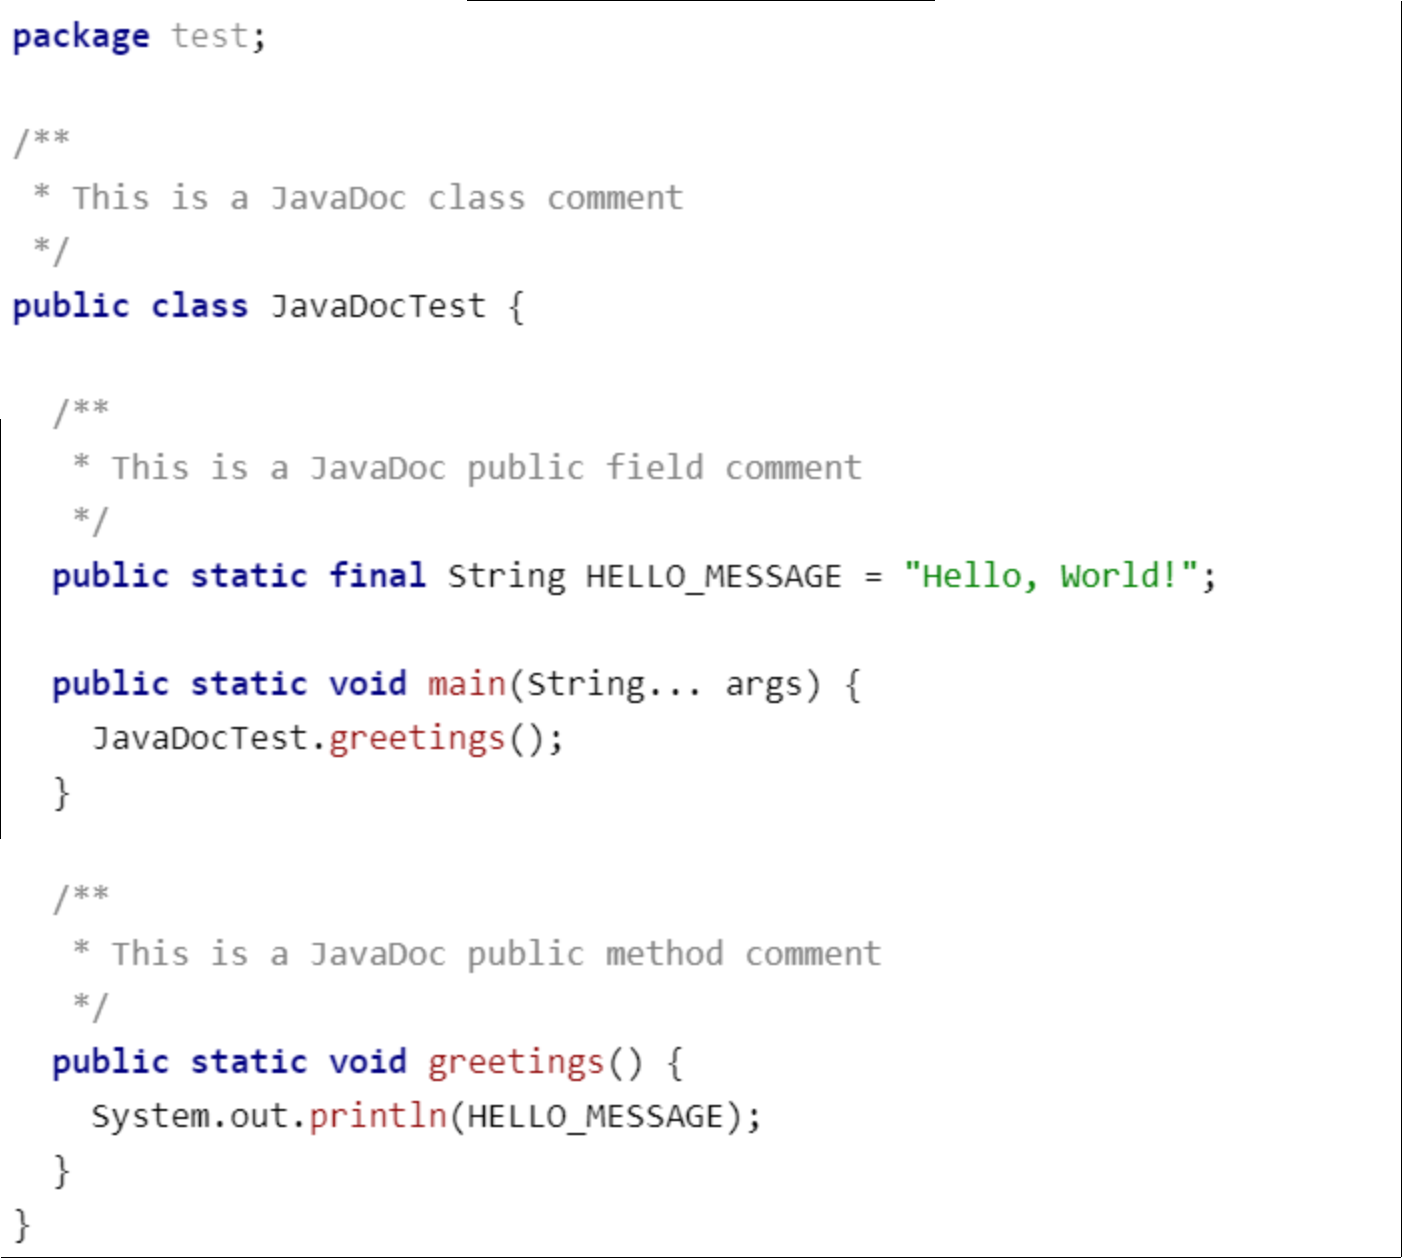 package test;

/**
 * This is a JavaDoc class comment
 */
public class JavaDocTest {

  /**
   * This is a JavaDoc public field comment
   */
  public static final String HELLO_MESSAGE = "Hello, World!";

  public static void main(String... args) {
    JavaDocTest.greetings();
  }

  /**
   * This is a JavaDoc public method comment
   */
  public static void greetings() {
    System.out.println(HELLO_MESSAGE);
  }
}